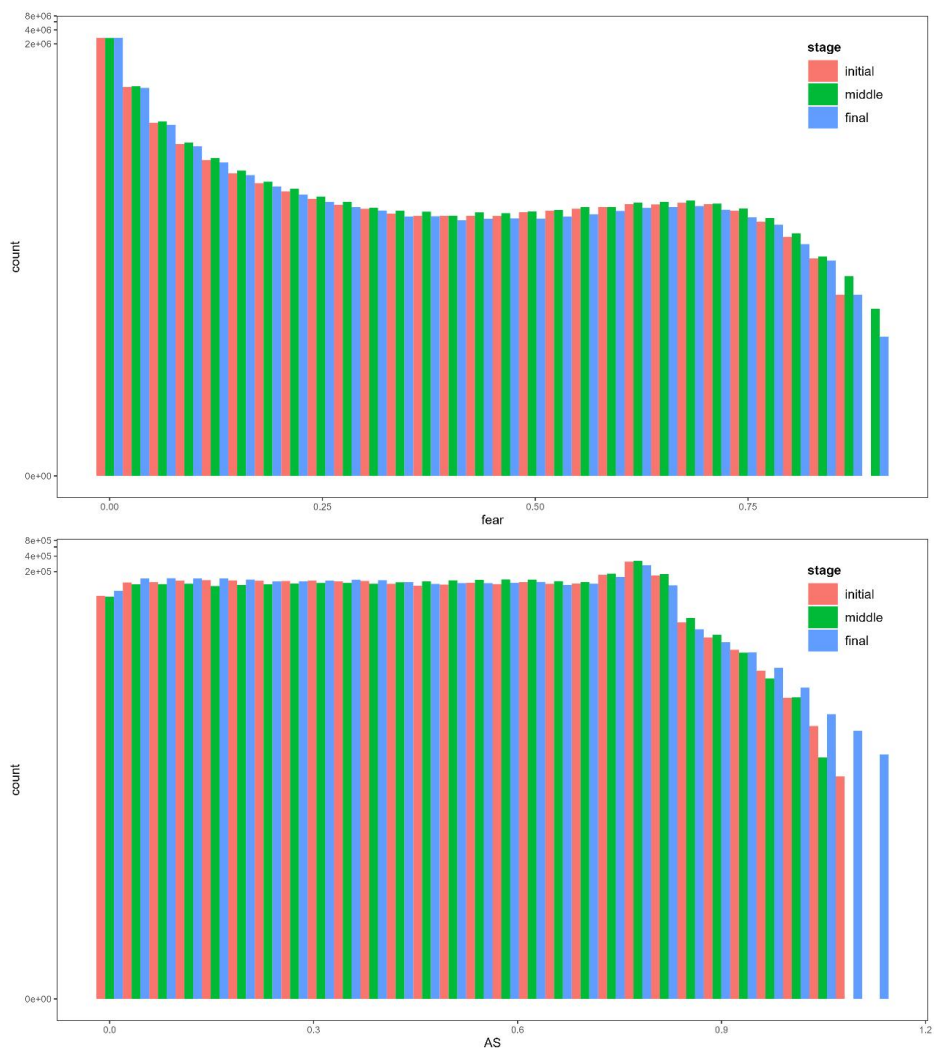 8e+06
4e+06
2e+06
0e+00
count
stage
initial
middle
final
0.00
0.25
0.50
0.75
fear
8e+05
4e+05
2e+05
0e+00
count
stage
initial
middle
final
0.0
0.3
0.6
0.9
1.2
AS